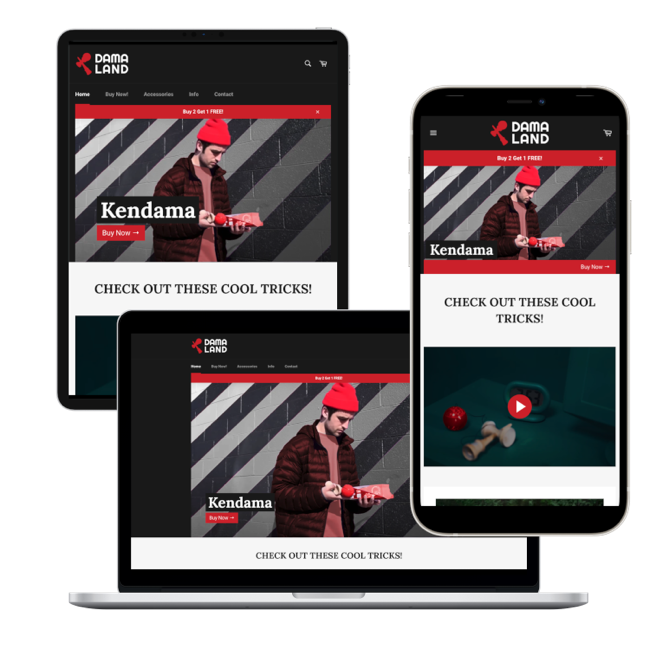 DAMA
LAND
Home Buy Now! Accessories Info Contact
Buy 2 Get 1 FREE! ×
Kendama
Buy Now →
CHECK OUT THESE COOL TRICKS!
DAMA
LAND
Buy 2 Get 1 FREE! ×
Kendama
Buy Now →
CHECK OUT THESE COOL
TRICKS!
DAMA
LAND
Home Buy Now! Accessories Info Contact
Buy 2 Get 1 FREE!
Kendama
Buy Now →
CHECK OUT THESE COOL TRICKS!